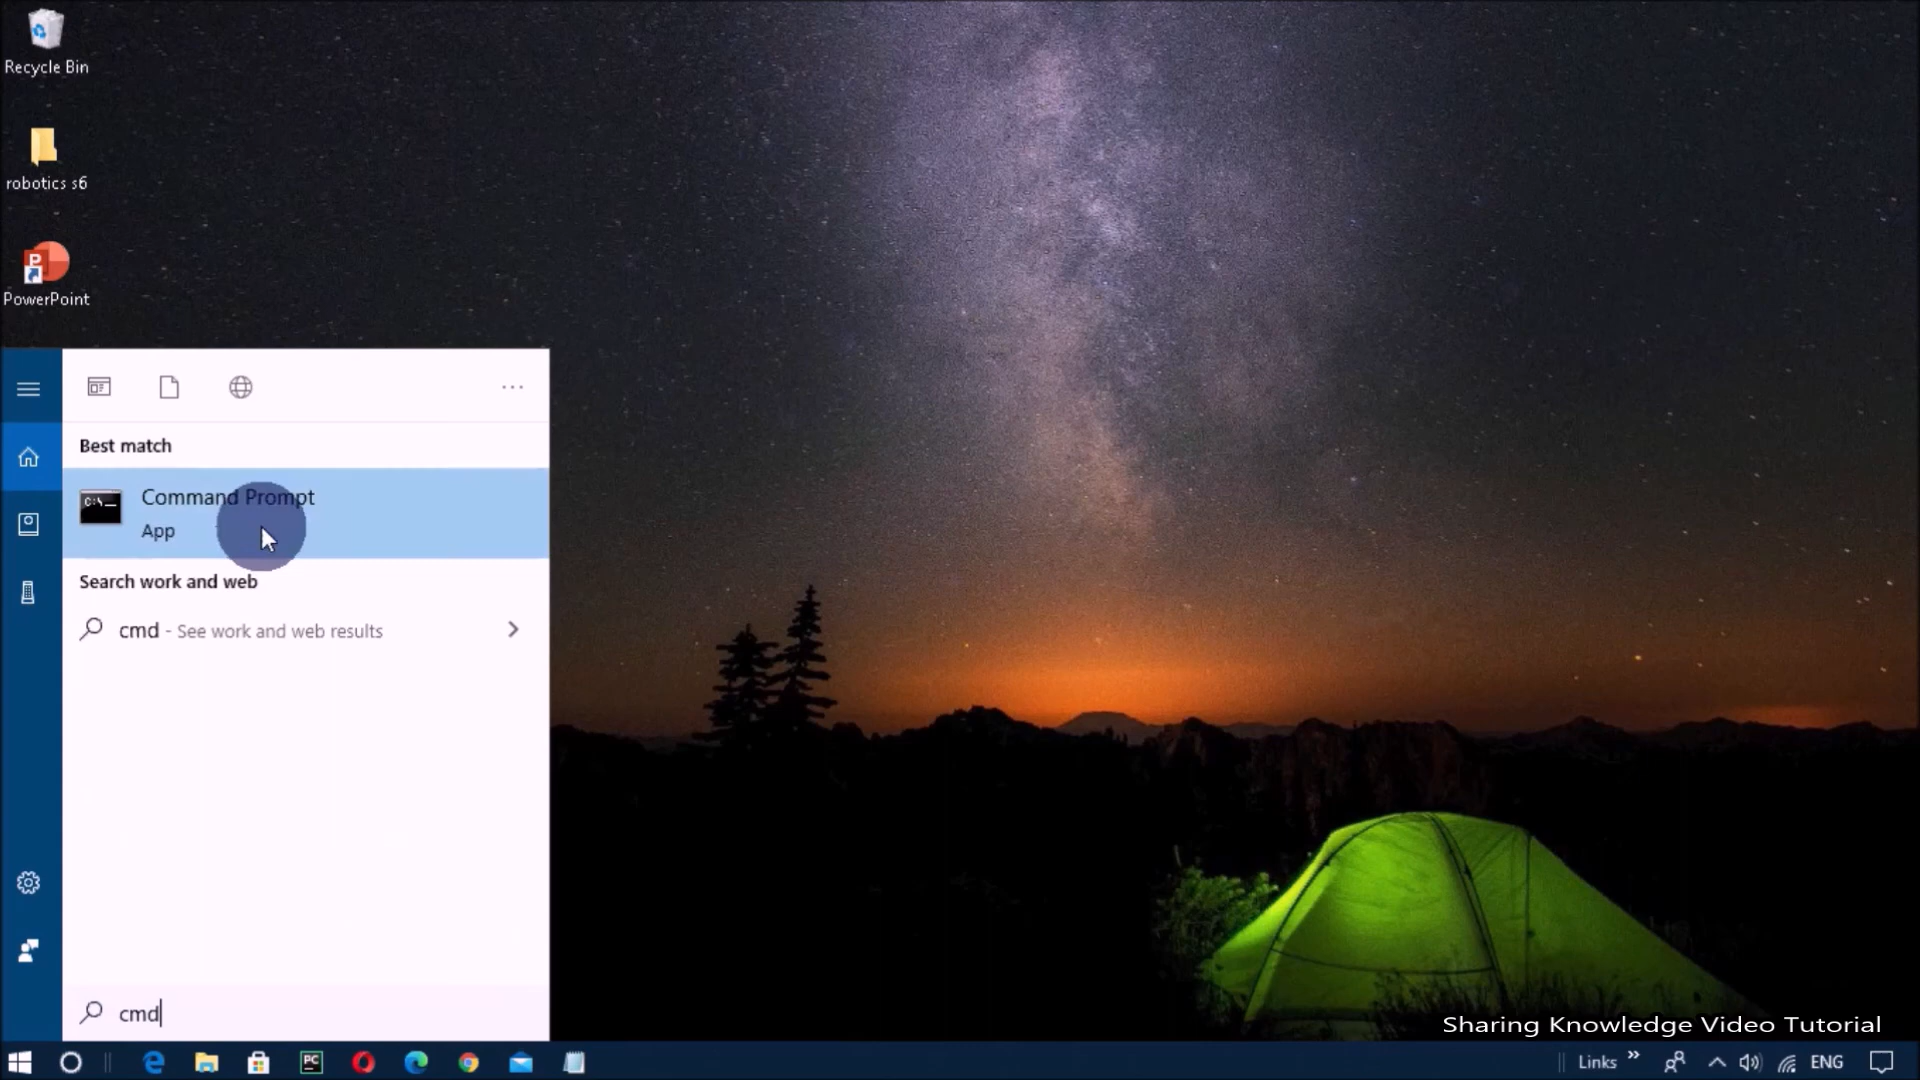 Recycle Bin
robotics s6
P
PowerPoint
Best match
C:\_
Command Prompt
App
Search work and web
cmd - See work and web results
cmd
Sharing Knowledge Video Tutorial
PC
Links
ENG